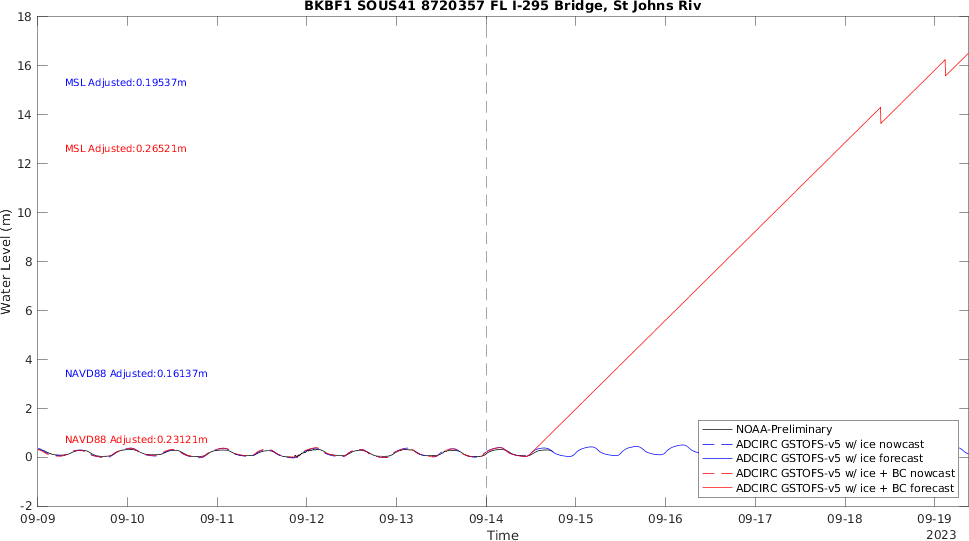 BKBF1 SOUS41 8720357 FL I-295 Bridge, St Johns Riv
18
16
14
12
10
8
6
4
2
0
-2
Water Level (m)
MSL Adjusted:0.19537m
MSL Adjusted:0.26521m
NAVD88 Adjusted:0.16137m
NAVD88 Adjusted:0.23121m
NOAA-Preliminary
ADCIRC GSTOFS-v5 w/ ice nowcast
ADCIRC GSTOFS-v5 w/ ice forecast
ADCIRC GSTOFS-v5 w/ ice + BC nowcast
ADCIRC GSTOFS-v5 w/ ice + BC forecast
09-09 09-10 09-11 09-12 09-13 09-14 09-15 09-16 09-17 09-18 09-19
2023
Time